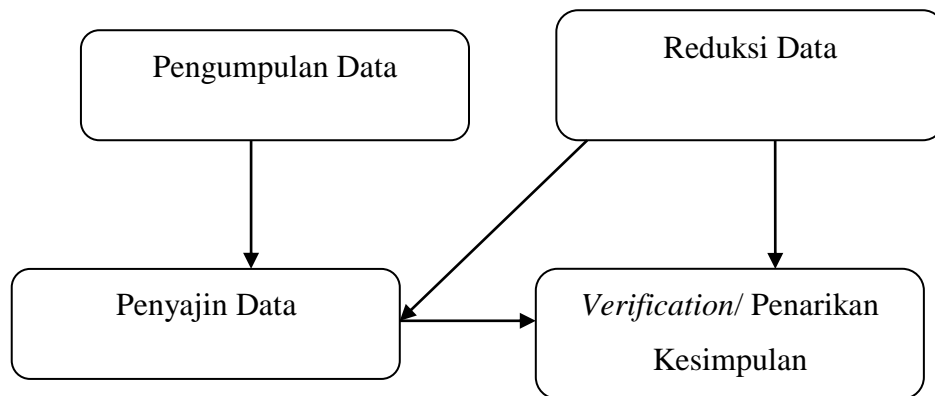 Pengumpulan Data
Reduksi Data
Penyajin Data
Verification/ Penarikan
Kesimpulan